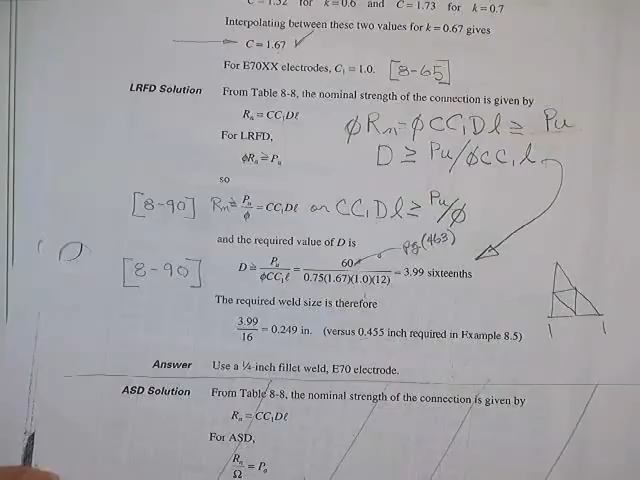 C = 1.52 for k = 0.6 and C = 1.73 for k = 0.7
Interpolating between these two values for k = 0.67 gives
C = 1.67 ✓
For E70XX electrodes, C₁ = 1.0. [8-65]
LRFD Solution From Table 8-8, the nominal strength of the connection is given by
Rₙ = CC₁Dℓ
ϕRₙ = ϕCC₁Dℓ ≥ Pu
For LRFD,
D ≥ Pu/ϕCC₁ℓ
ϕRₙ ≥ Pᵤ
so
[8-90] Rₙ ≥ Pᵤ/ϕ = CC₁Dℓ or CC₁Dℓ ≥ Pu/ϕ
and the required value of D is
pg(463)
[8-90] D ≥ Pᵤ/ϕCC₁ℓ = 60/0.75(1.67)(1.0)(12) = 3.99 sixteenths
The required weld size is therefore
3.99/16 = 0.249 in. (versus 0.455 inch required in Example 8.5)
1 1
Answer Use a ¼-inch fillet weld, E70 electrode.
ASD Solution From Table 8-8, the nominal strength of the connection is given by
Rₙ = CC₁Dℓ
For ASD,
Rₙ/Ω = Pₐ